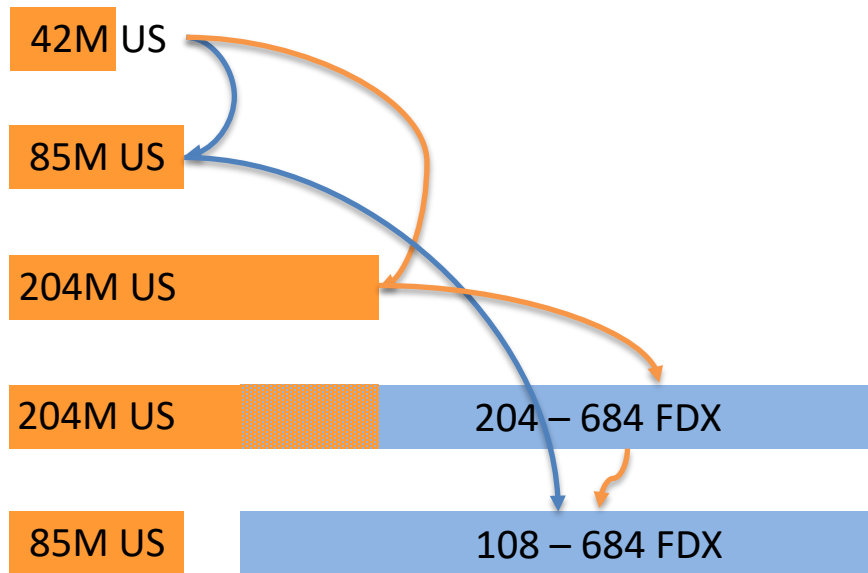 42M US
85M US
204M US
204M US 204 – 684 FDX
85M US 108 – 684 FDX